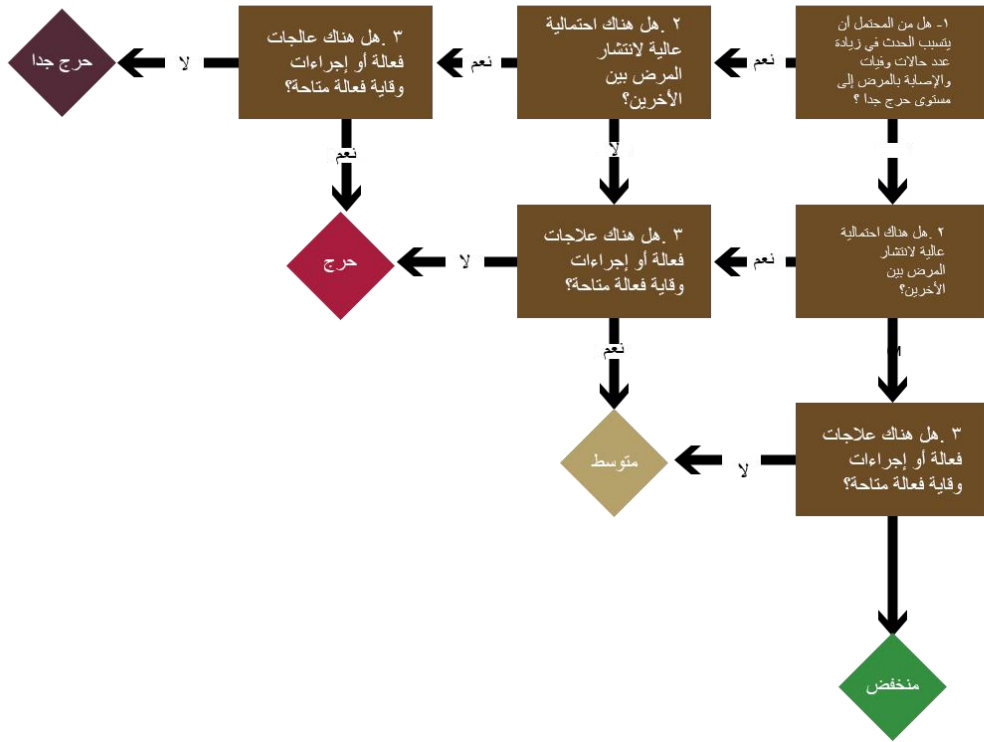 ١- هل من المحتمل أن
يتسبب الحدث في زيادة
عدد حالات وفيات
والإصابة بالمرض إلى
مستوى حرج جدا ؟
نعم
٢ .هل هناك احتمالية
عالية لانتشار
المرض بين
الأخرين؟
نعم
٣ .هل هناك عالجات
فعالة أو إجراءات
وقاية فعالة متاحة؟
لا
حرج جدا
لا
نعم
٢ .هل هناك احتمالية
عالية لانتشار
المرض بين
الأخرين؟
نعم
٣ .هل هناك علاجات
فعالة أو إجراءات
وقاية فعالة متاحة؟
لا
حرج
نعم
٣ .هل هناك علاجات
فعالة أو إجراءات
وقاية فعالة متاحة؟
لا
متوسط
منخفض